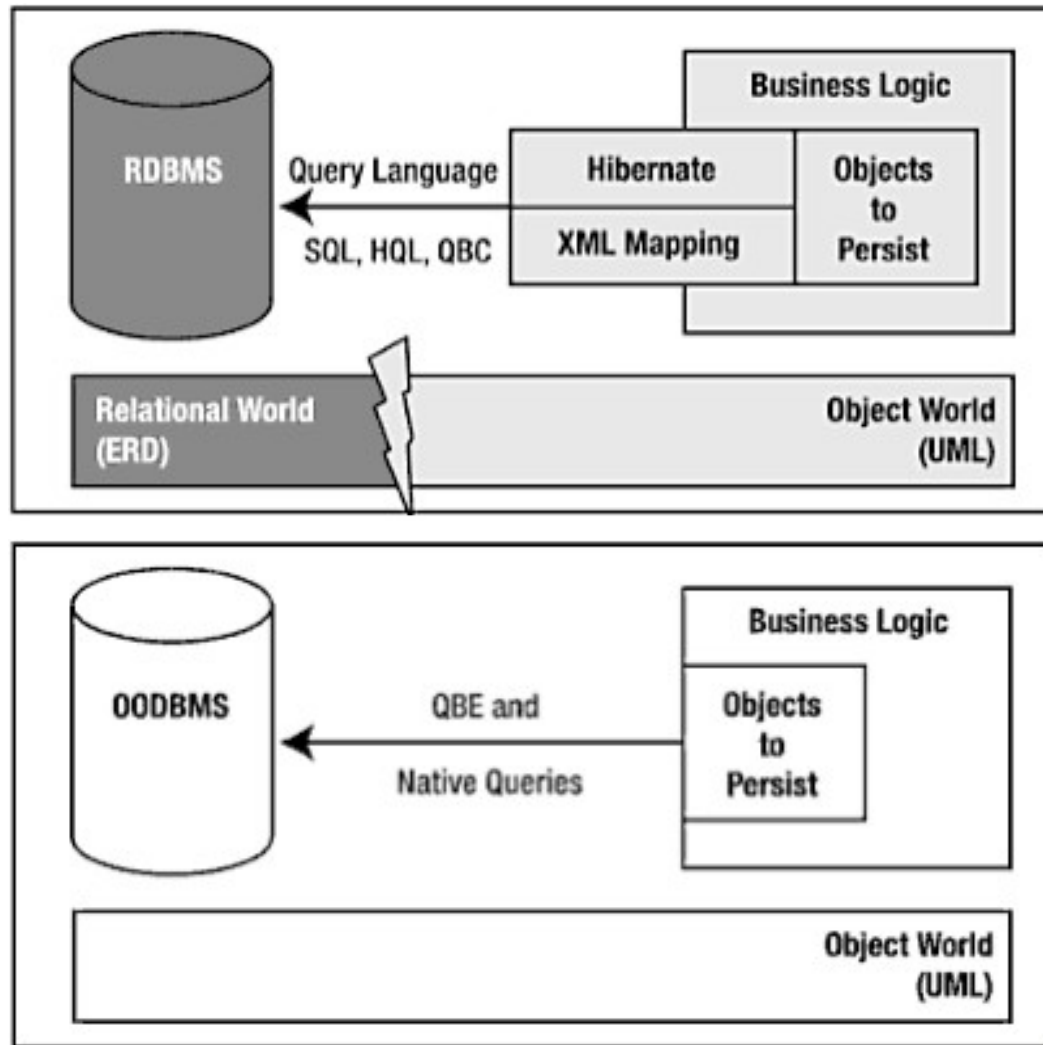 Business Logic
RDBMS
Query Language
SQL, HQL, QBC
Hibernate
XML Mapping
Objects
to
Persist
Relational World
(ERD)
Object World
(UML)
Business Logic
OODBMS
QBE and
Native Queries
Objects
to
Persist
Object World
(UML)